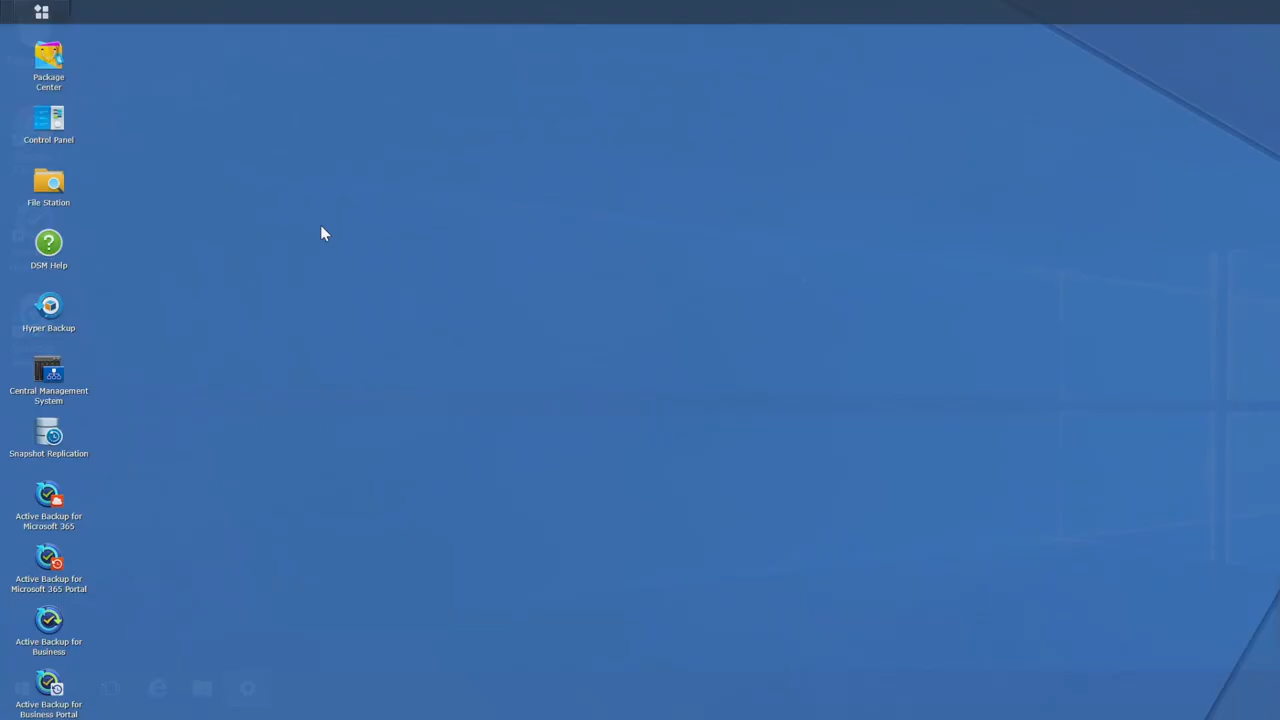 Package
Center
Control Panel
File Station
DSM Help
Hyper Backup
Central Management
System
Snapshot Replication
Active Backup for
Microsoft 365
Active Backup for
Microsoft 365 Portal
Active Backup for
Business
Active Backup for
Business Portal